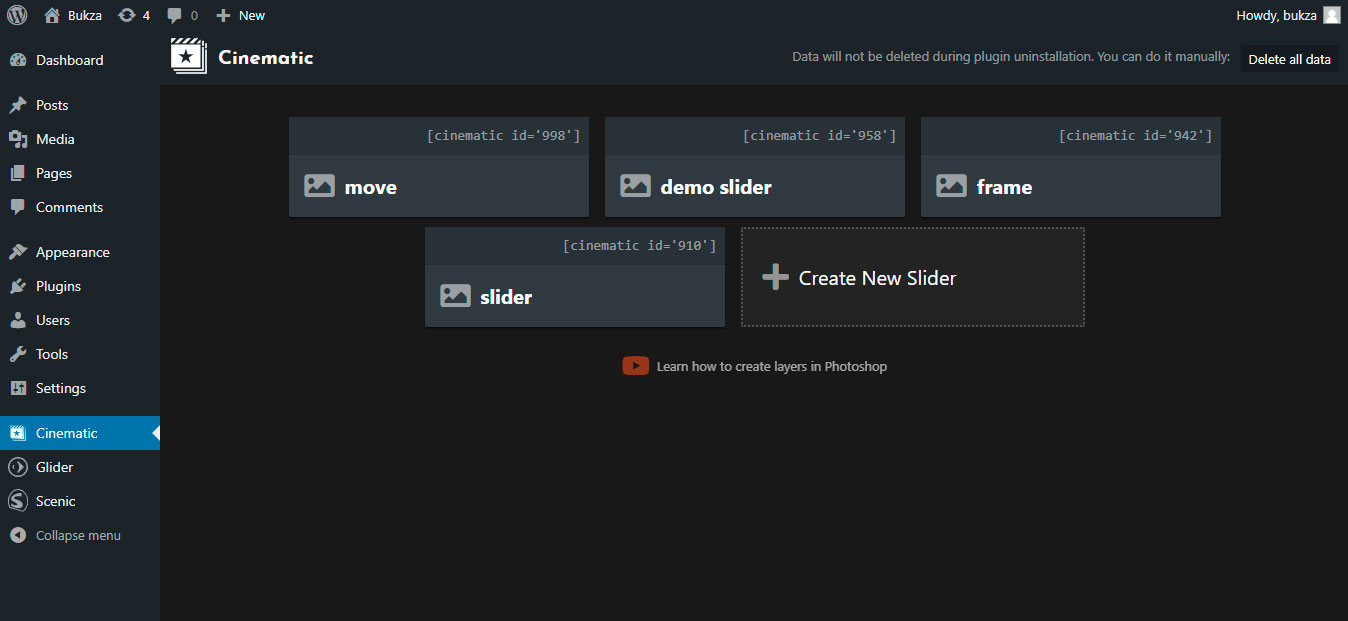 Bukza 4 0 New Howdy, bukza
Cinematic
Data will not be deleted during plugin uninstallation. You can do it manually: Delete all data
Dashboard
Posts
Media
Pages
Comments
Appearance
Plugins
Users
Tools
Settings
Cinematic
Glider
Scenic
Collapse menu
[cinematic id='998']
move
[cinematic id='958']
demo slider
[cinematic id='942']
frame
[cinematic id='910']
slider
Create New Slider
Learn how to create layers in Photoshop